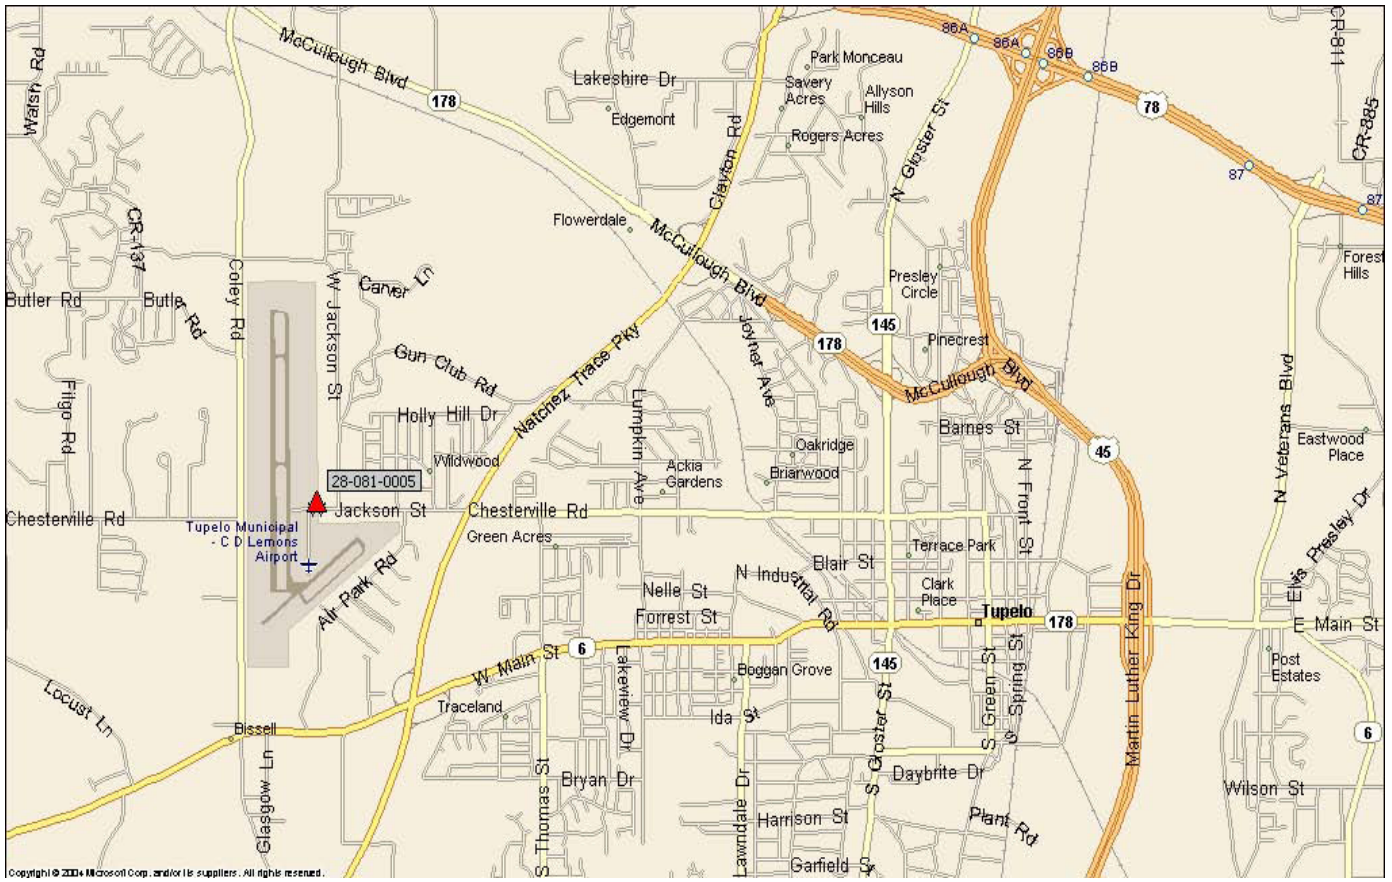 86A
86A
86B
86B
CR-811
Walsh Rd
McCullough Blvd
178
Lakeshire Dr
Park Monceau
Savery
Acres
Allyson
Hills
Edgemont
Rogers Acres
Clayton Rd
N Gloster St
78
CR-885
87
87
Flowerdale
McCullough Blvd
CR-137
Coley Rd
W Jackson St
Carver Ln
Presley
Circle
Forest
Hills
Butler Rd
Butle
r Rd
145
178
Joyner Ave
Pinecrest
McCullough Blvd
Natchez Trace Pky
Gun Club Rd
N Veterans Blvd
Filgo Rd
Holly Hill Dr
Lumpkin Ave
Barnes St
Oakridge
45
Eastwood
Place
Wildwood
Ackia
Gardens
Briarwood
N Front St
28-081-0005
W Jackson St
Chesterville Rd
Chesterville Rd
Tupelo Municipal
- C D Lemons
Airport
Green Acres
Terrace Park
Blair St
Elvis Presley Dr
Air Park Rd
Nelle St
N Industrial Rd
Clark
Place
Forrest St
Tupelo
178
E Main St
6
W Main St
145
Boggan Grove
Post
Estates
Locust Ln
Lakeview Dr
S Gloster St
S Green St
S Spring St
Martin Luther King Dr
Traceland
Ida St
Bissell
6
Glasgow Ln
S Thomas St
Bryan Dr
Lawndale Dr
Daybrite Dr
Wilson St
Harrison St
Plant Rd
Garfield St
Copyright © 2004 Microsoft Corp. and/or its suppliers. All rights reserved.